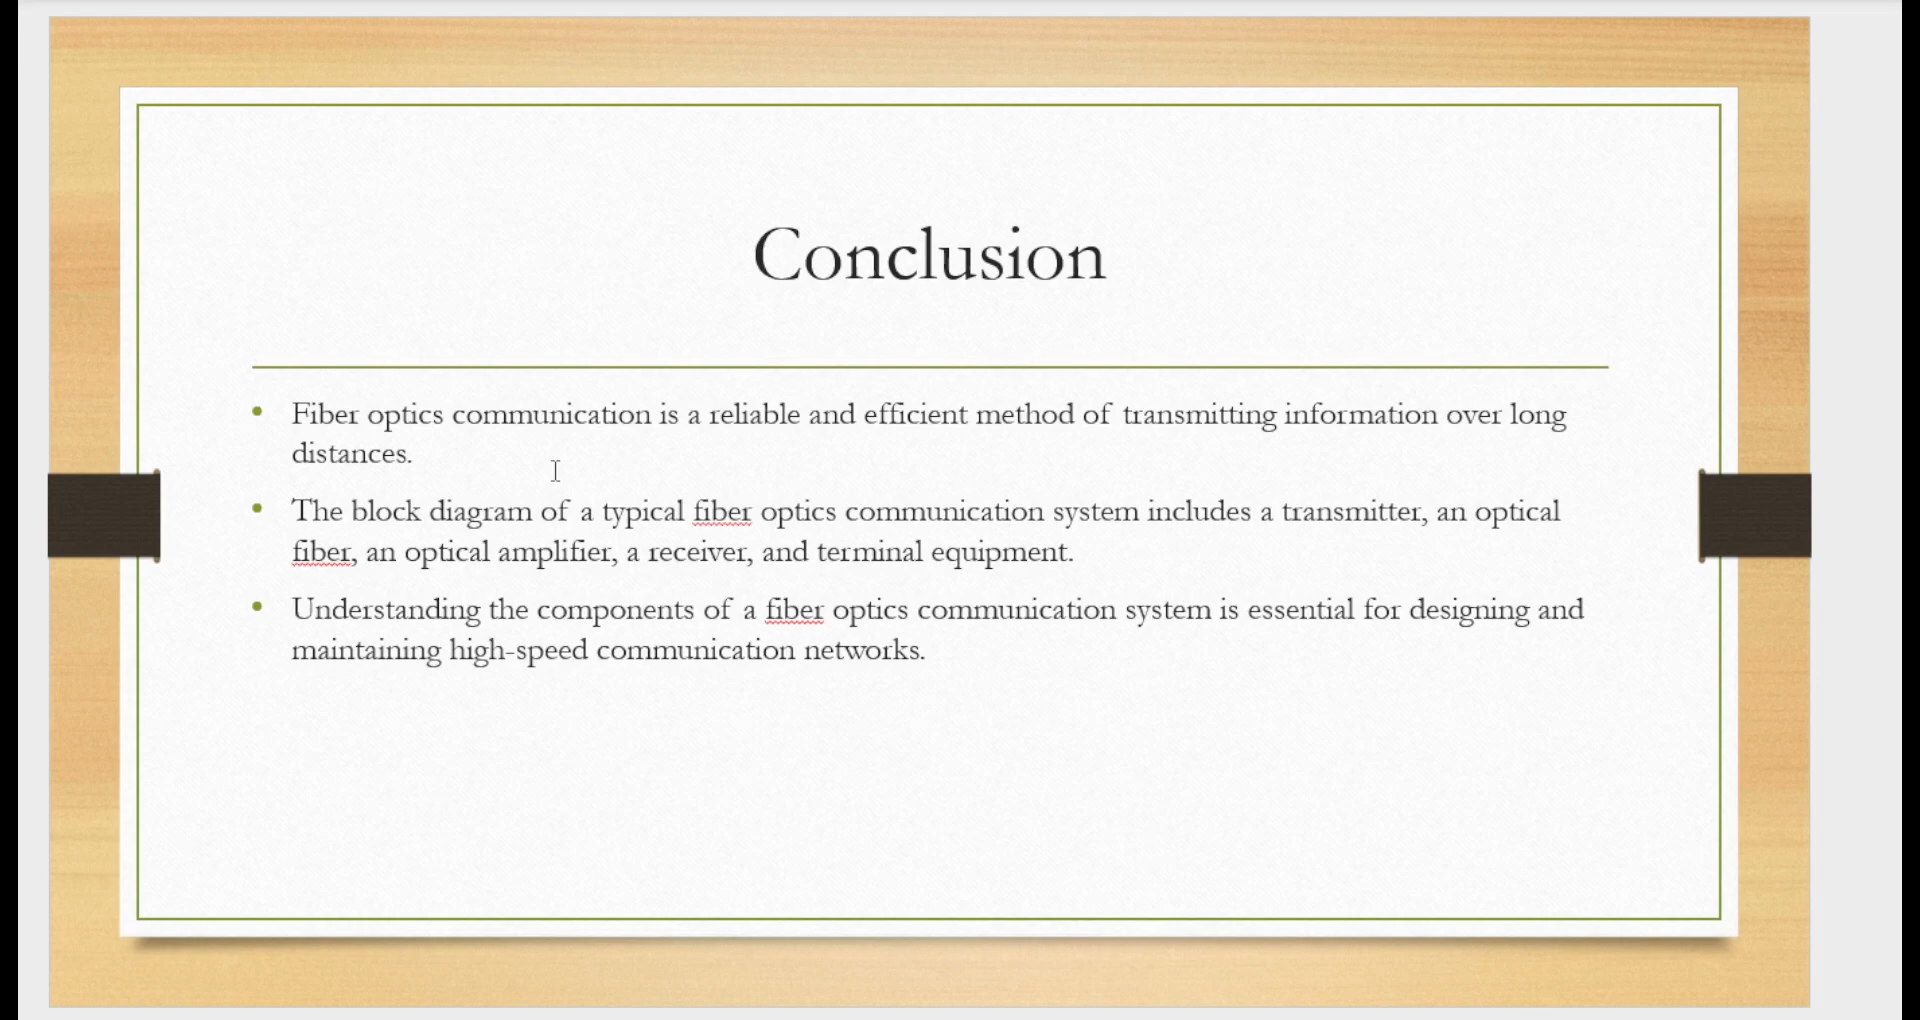 Conclusion
• Fiber optics communication is a reliable and efficient method of transmitting information over long
distances.
• The block diagram of a typical fiber optics communication system includes a transmitter, an optical
fiber, an optical amplifier, a receiver, and terminal equipment.
• Understanding the components of a fiber optics communication system is essential for designing and
maintaining high-speed communication networks.